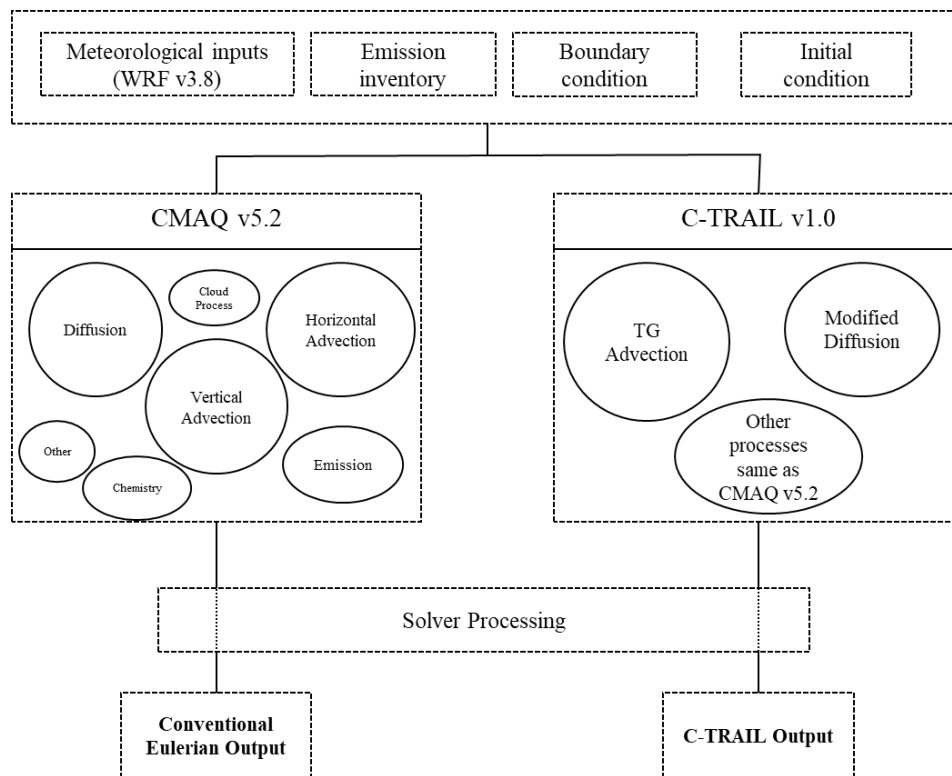 Meteorological inputs
(WRF v3.8)
Emission
inventory
Boundary
condition
Initial
condition
CMAQ v5.2
Diffusion
Cloud
Process
Horizontal
Advection
Vertical
Advection
Other
Chemistry
Emission
C-TRAIL v1.0
TG
Advection
Modified
Diffusion
Other
processes
same as
CMAQ v5.2
Solver Processing
Conventional
Eulerian Output
C-TRAIL Output